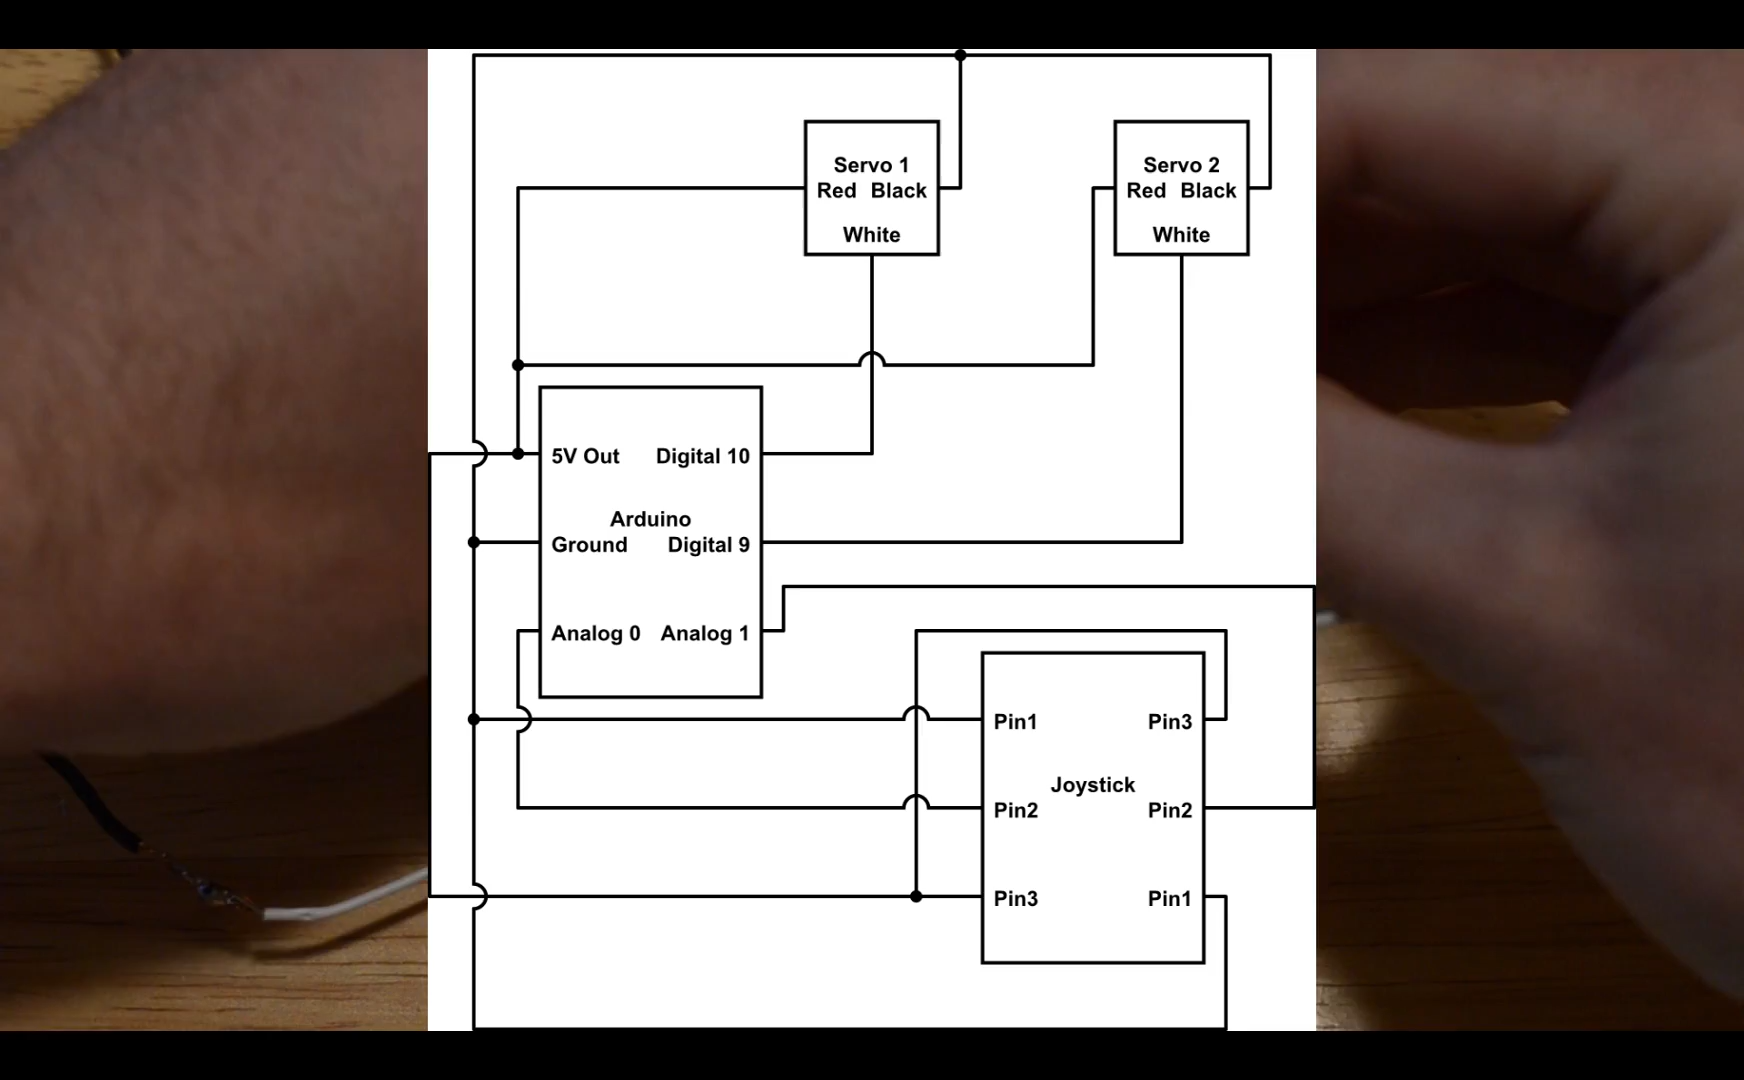 Servo 1
Red Black
White
Servo 2
Red Black
White
5V Out Digital 10
Arduino
Ground Digital 9
Analog 0 Analog 1
Pin1 Pin3
Joystick
Pin2 Pin2
Pin3 Pin1